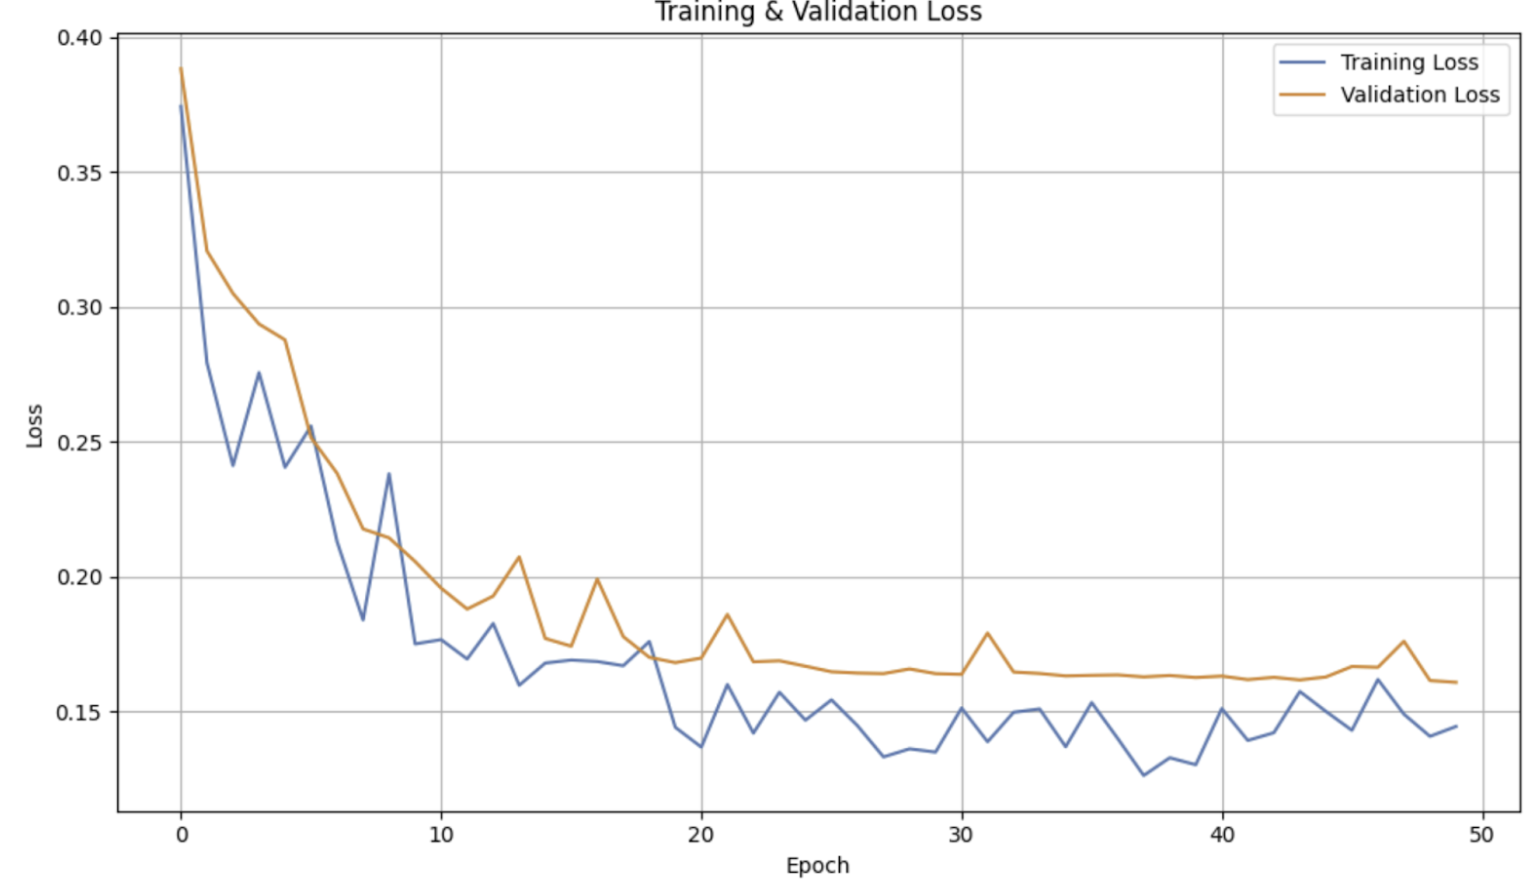 Training & Validation Loss
Training Loss
Validation Loss
0.40
0.35
0.30
0.25
0.20
0.15
Loss
0 10 20 30 40 50
Epoch